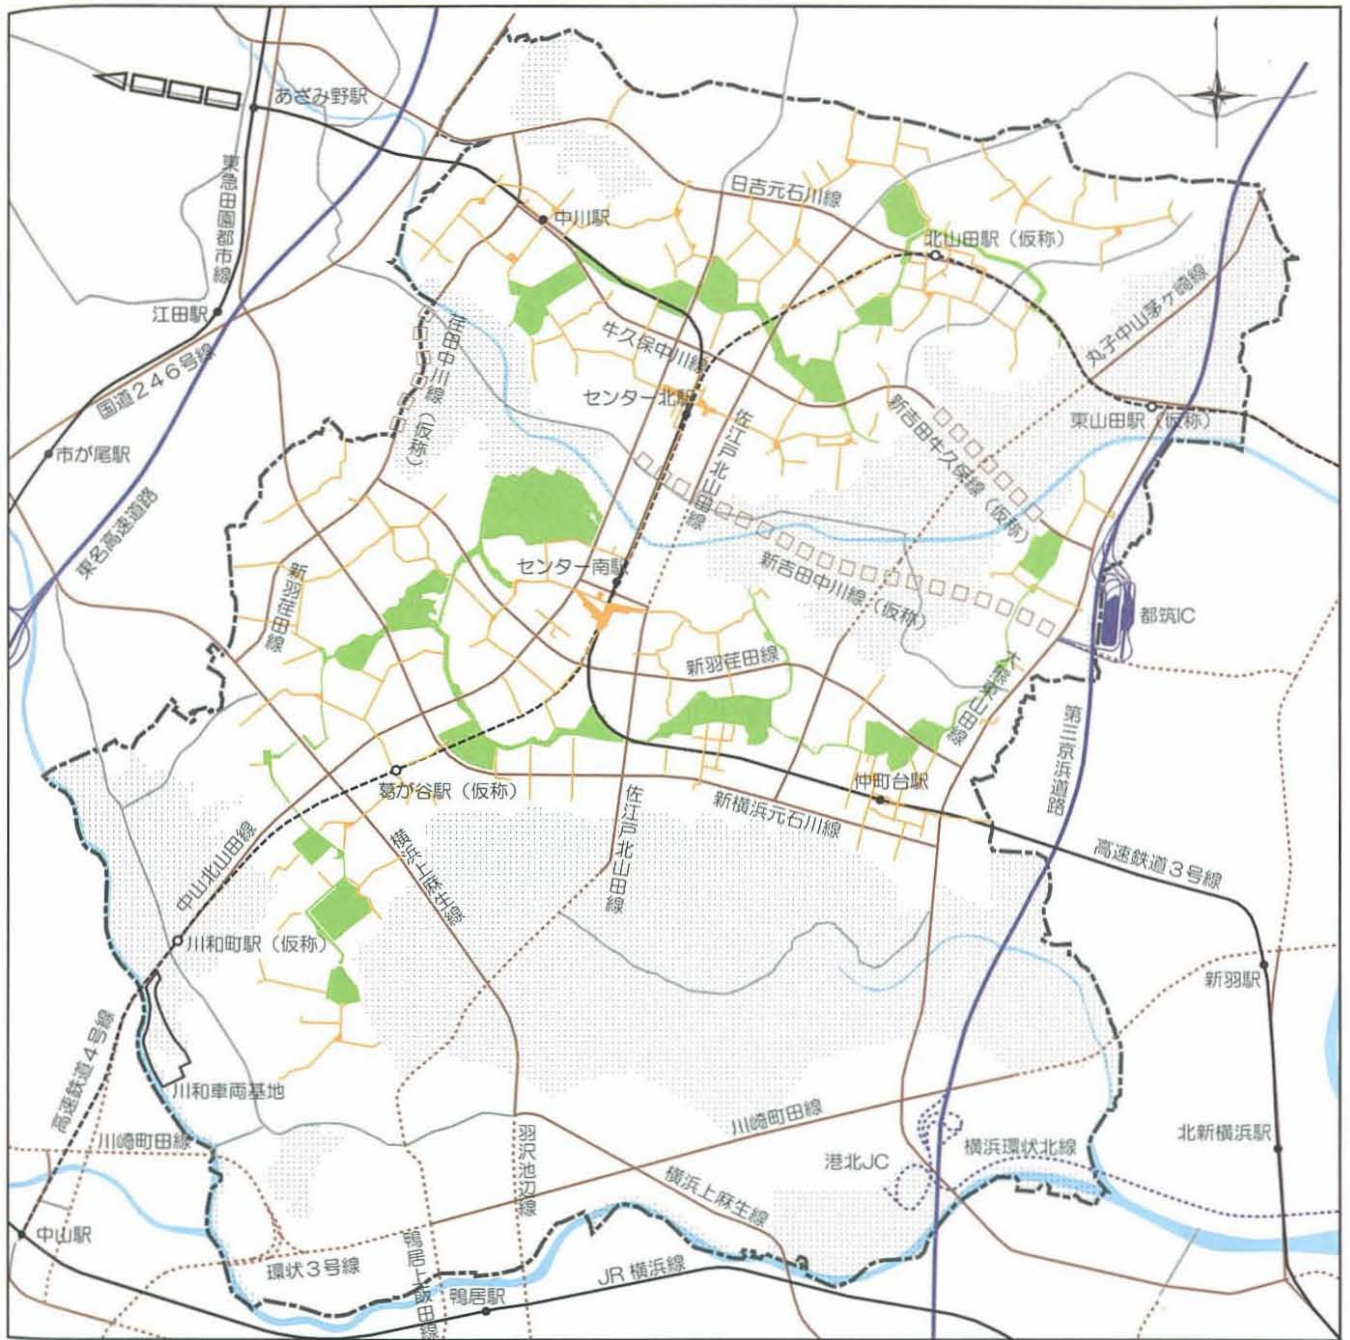 あざみ野駅
東急田園都市線
日吉元石川線
中川駅
北山田駅（仮称）
江田駅
荏田中川線（仮称）
牛久保中川線
丸子中山茅ヶ崎線
国道246号線
センター北駅
佐江戸北山田線
新吉田牛久保線（仮称）
東山田駅（仮称）
市が尾駅
東名高速道路
センター南駅
新吉田中川線（仮称）
新羽荏田線
都筑IC
新羽荏田線
大熊東山田線
第三京浜道路
葛が谷駅（仮称）
仲町台駅
佐江戸北山田線
新横浜元石川線
中山北山田線
横浜上麻生線
高速鉄道3号線
川和町駅（仮称）
新羽駅
高速鉄道4号線
川和車両基地
川崎町田線
川崎町田線
羽沢池辺線
港北JC
横浜環状北線
北新横浜駅
横浜上麻生線
中山駅
環状3号線
鴨居上飯田線
JR横浜線
鴨居駅